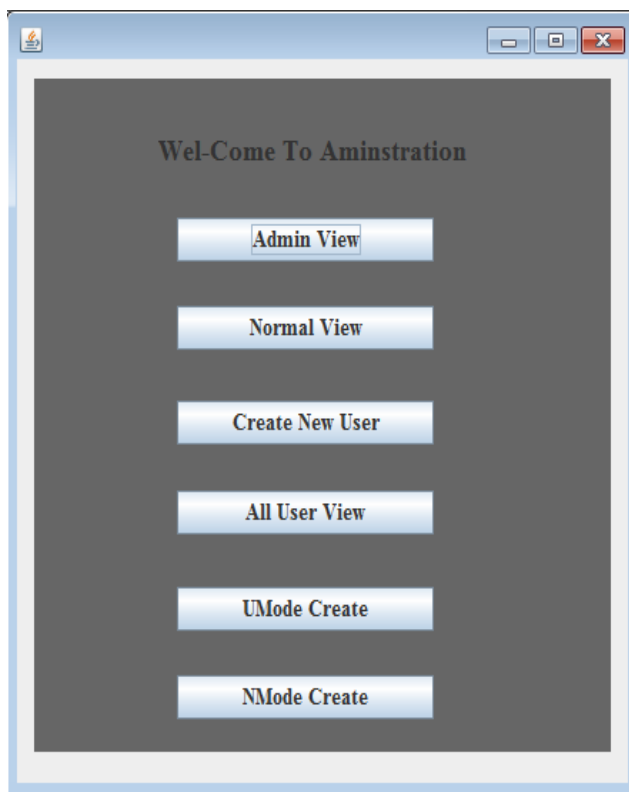 Wel-Come To Aminstration
Admin View
Normal View
Create New User
All User View
UMode Create
NMode Create